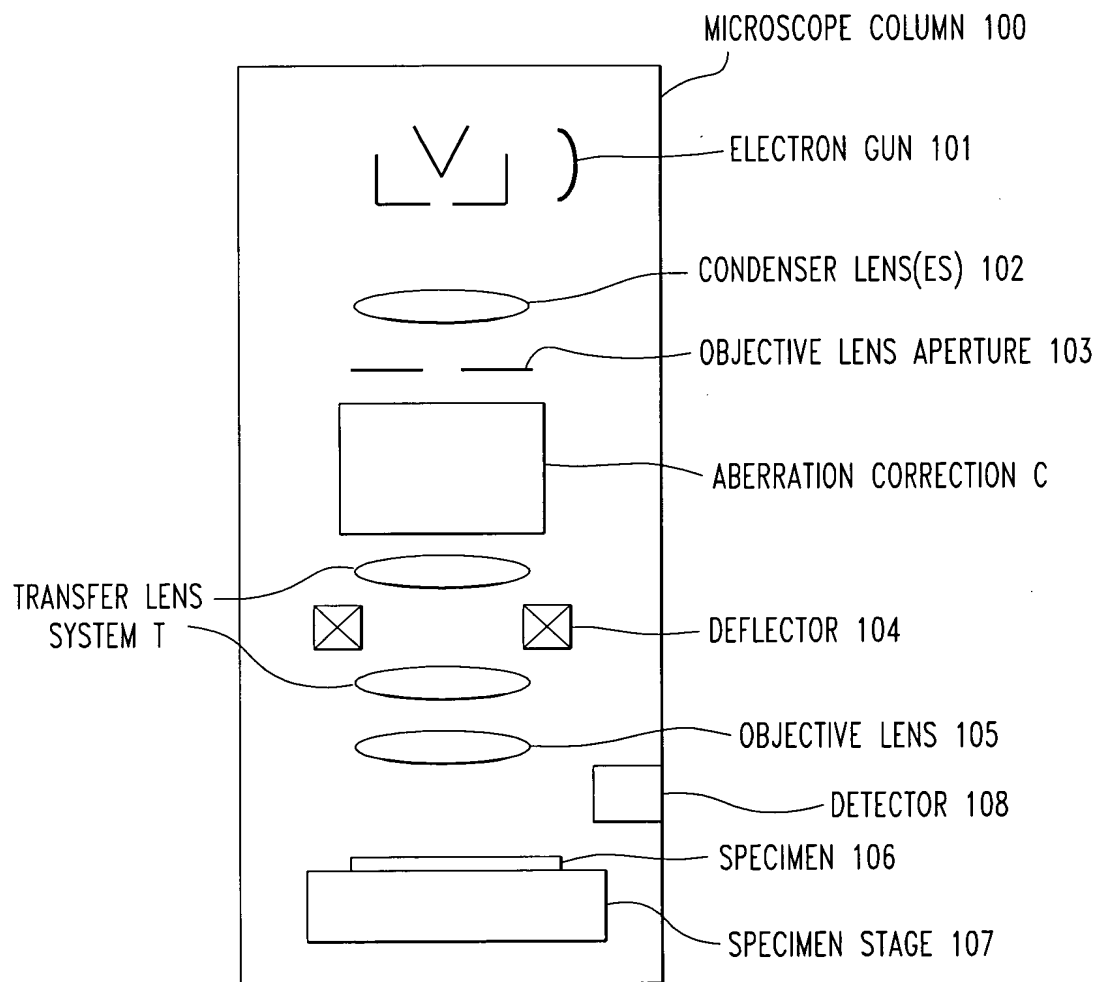 MICROSCOPE COLUMN 100
ELECTRON GUN 101
CONDENSER LENS(ES) 102
OBJECTIVE LENS APERTURE 103
ABERRATION CORRECTION C
TRANSFER LENS
SYSTEM T
DEFLECTOR 104
OBJECTIVE LENS 105
DETECTOR 108
SPECIMEN 106
SPECIMEN STAGE 107